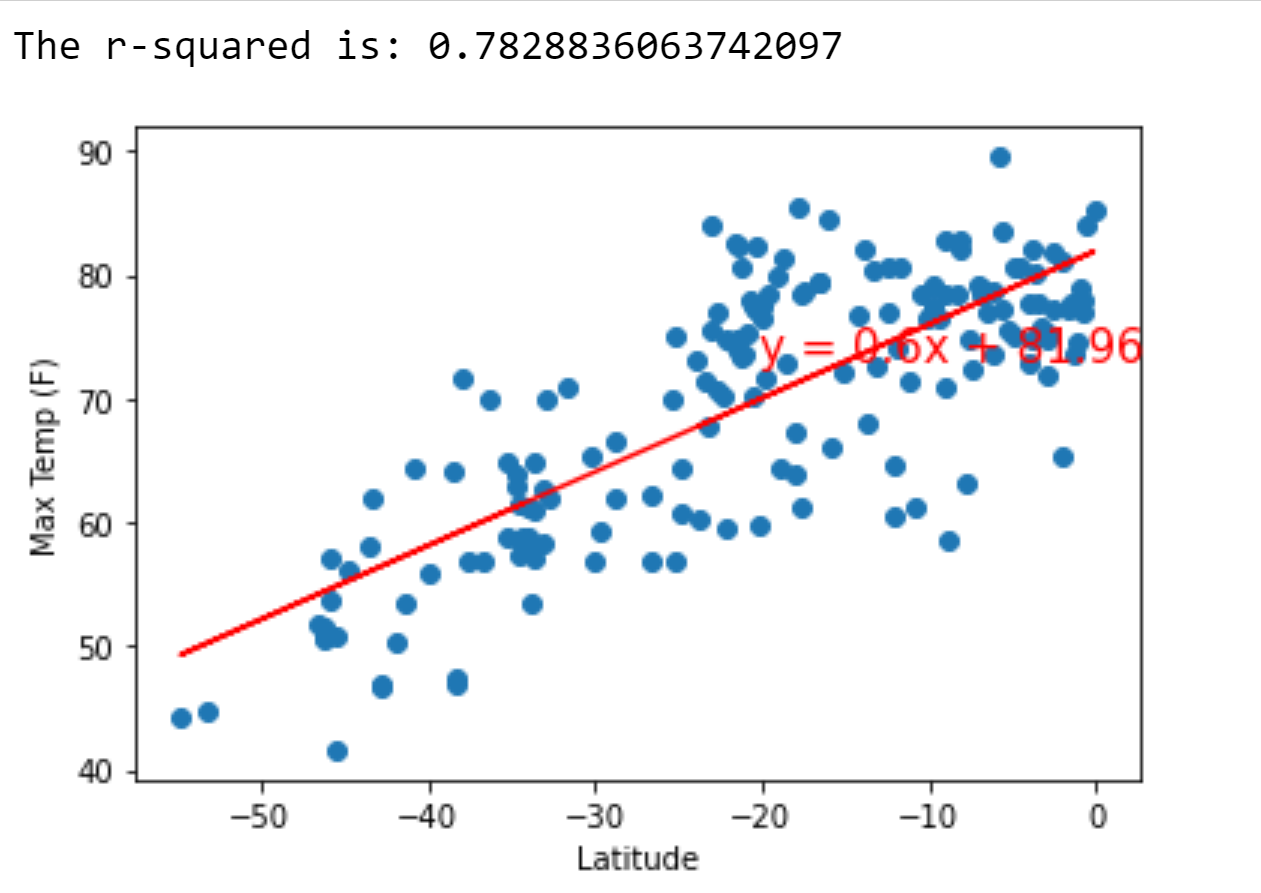 The r-squared is: 0.7828836063742097
90
80
70
60
50
40
Max Temp (F)
y = 0.6x + 81.96
−50 −40 −30 −20 −10 0
Latitude